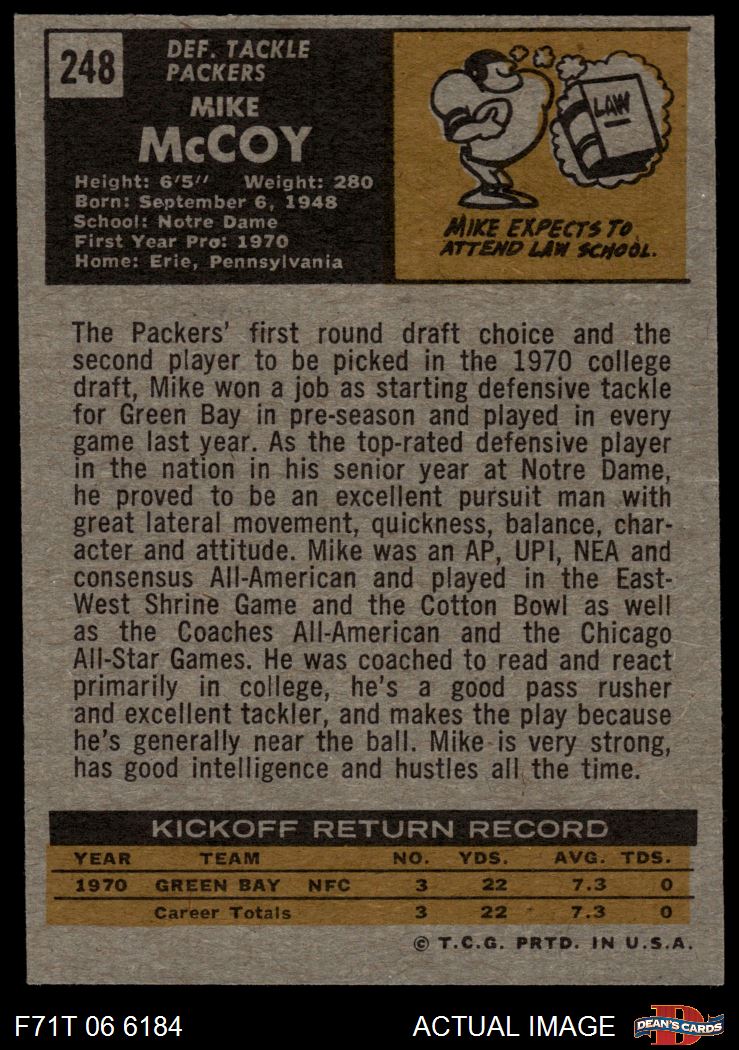 248
DEF. TACKLE
PACKERS
MIKE
McCOY
Height: 6'5'' Weight: 280
Born: September 6, 1948
School: Notre Dame
First Year Pro: 1970
Home: Erie, Pennsylvania
LAW
MIKE EXPECTS TO
ATTEND LAW SCHOOL.
The Packers' first round draft choice and the
second player to be picked in the 1970 college
draft, Mike won a job as starting defensive tackle
for Green Bay in pre-season and played in every
game last year. As the top-rated defensive player
in the nation in his senior year at Notre Dame,
he proved to be an excellent pursuit man with
great lateral movement, quickness, balance, char-
acter and attitude. Mike was an AP, UPI, NEA and
consensus All-American and played in the East-
West Shrine Game and the Cotton Bowl as well
as the Coaches All-American and the Chicago
All-Star Games. He was coached to read and react
primarily in college, he's a good pass rusher
and excellent tackler, and makes the play because
he's generally near the ball. Mike is very strong,
has good intelligence and hustles all the time.
KICKOFF RETURN RECORD
YEAR TEAM NO. YDS. AVG. TDS.
1970 GREEN BAY NFC 3 22 7.3 0
Career Totals 3 22 7.3 0
© T.C.G. PRTD. IN U.S.A.
F71T 06 6184 ACTUAL IMAGE D DEAN'S CARDS